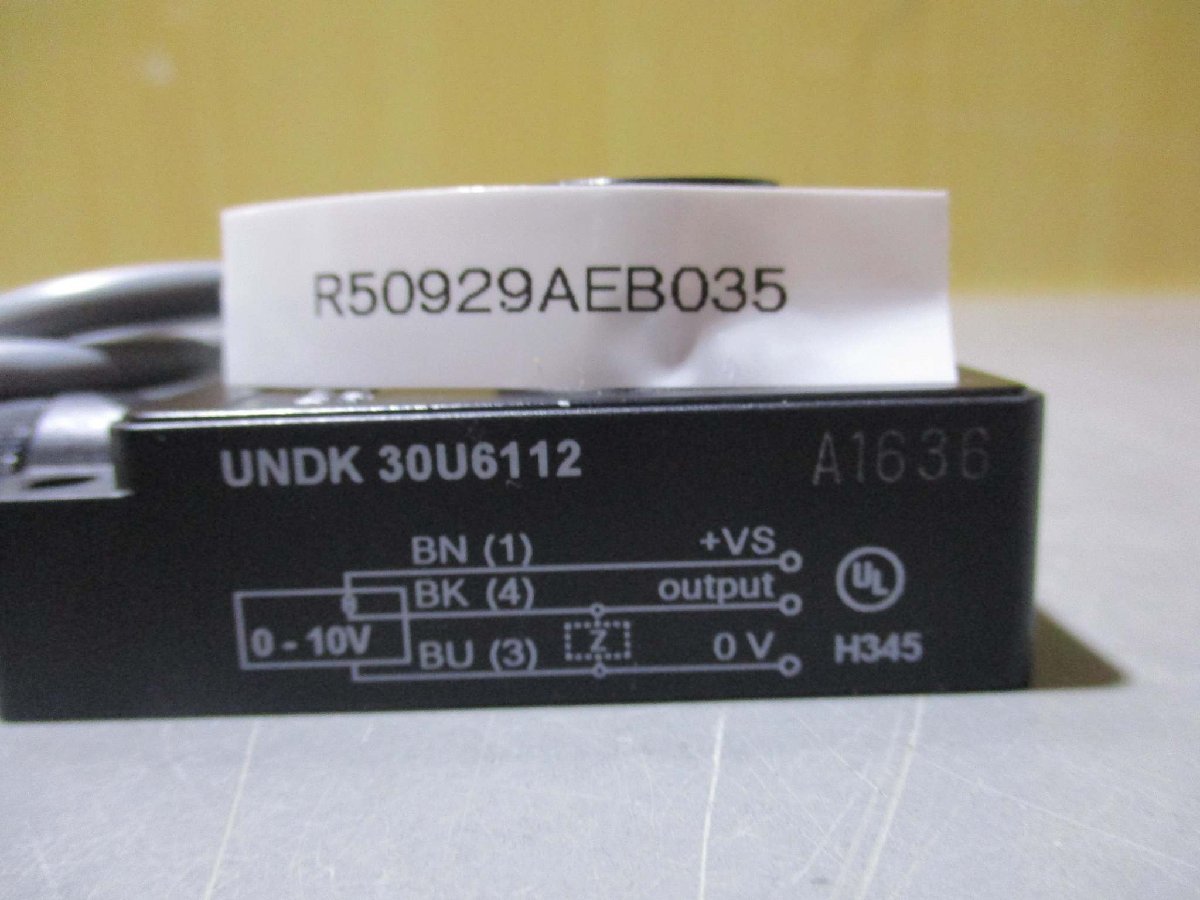 R50929AEB035
UNDK 30U6112
A1636
BN (1) +VS
BK (4) output
0 - 10V
Z
BU (3) 0 V
UL
H345